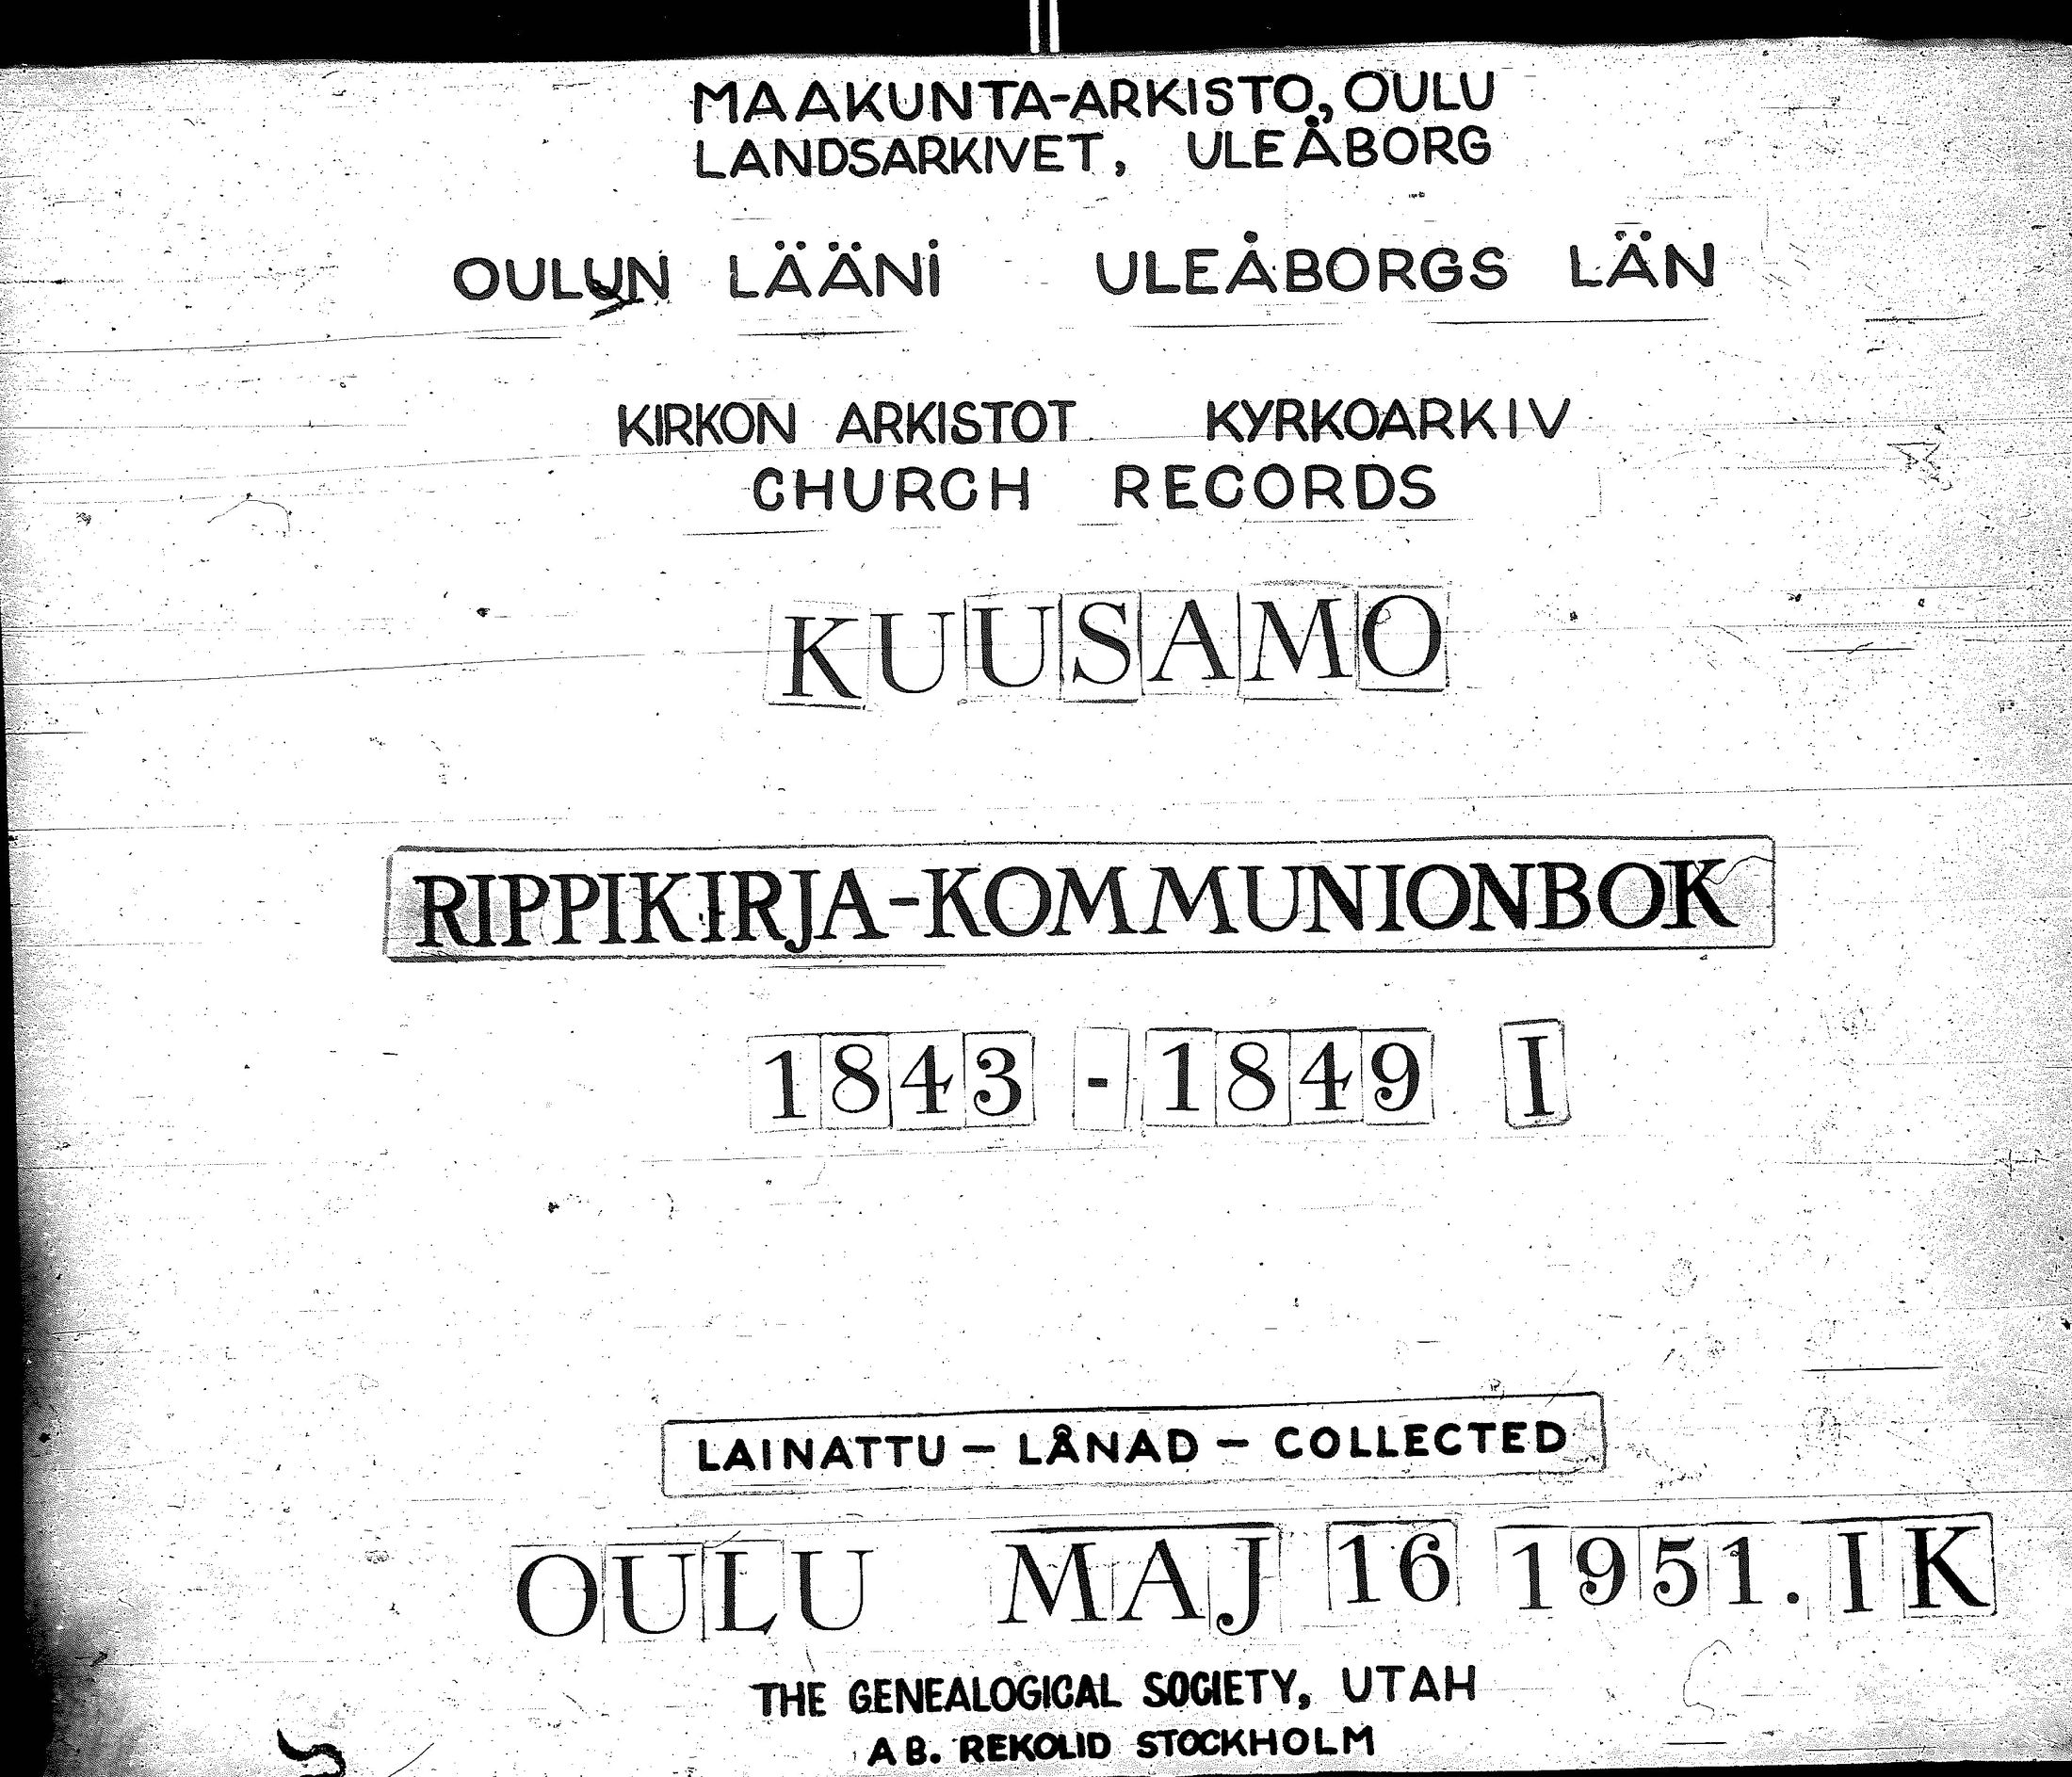 MAAKUNTA-ARKISTO, OULU
LANDSARKIVET, ULEÅBORG
OULUN LÄÄNI ULEÅBORGS LÄN
KIRKON ARKISTOT KYRKOARKIV
CHURCH RECORDS
KUUSAMO
RIPPIKIRJA-KOMMUNIONBOK
1843 - 1849 I
LAINATTU - LÅNAD - COLLECTED
OULU MAJ 16 1951. IK
THE GENEALOGICAL SOCIETY, UTAH
AB. REKOLID STOCKHOLM